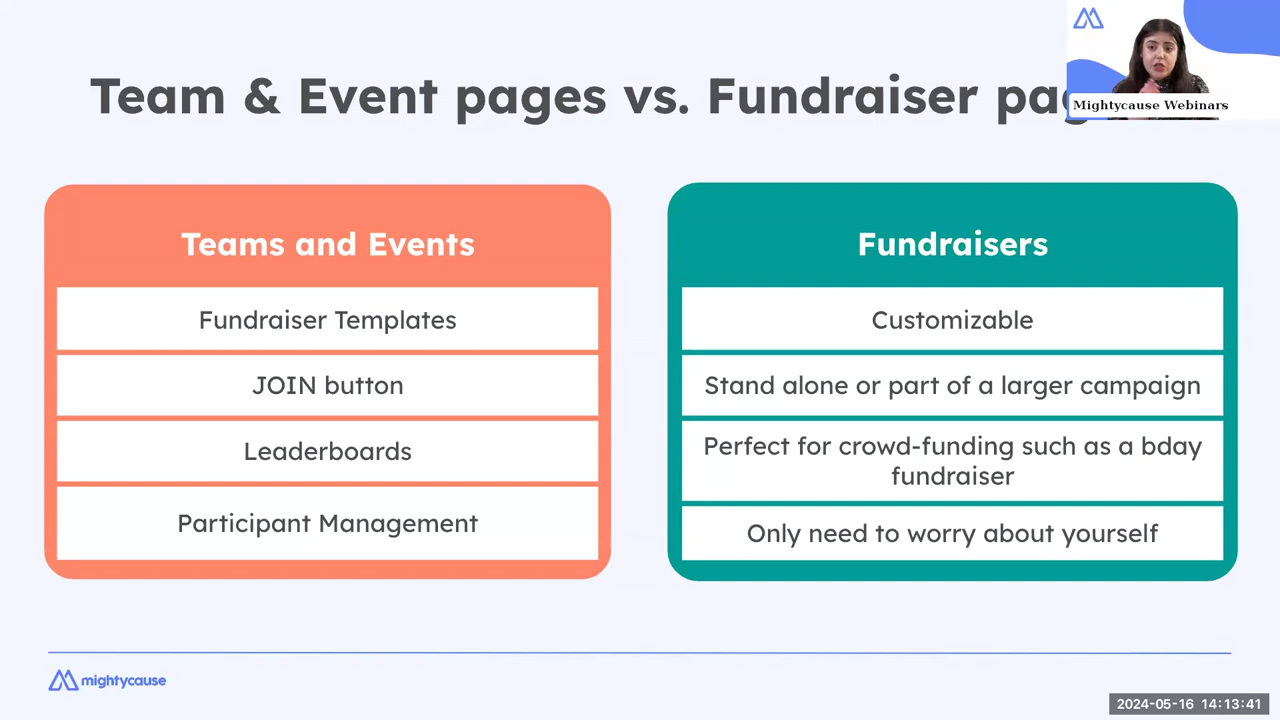 Team & Event pages vs. Fundraiser
Mightycause Webinars
Teams and Events
Fundraiser Templates
JOIN button
Leaderboards
Participant Management
Fundraisers
Customizable
Stand alone or part of a larger campaign
Perfect for crowd-funding such as a bday
fundraiser
Only need to worry about yourself
mightycause
2024-05-16 14:13:41